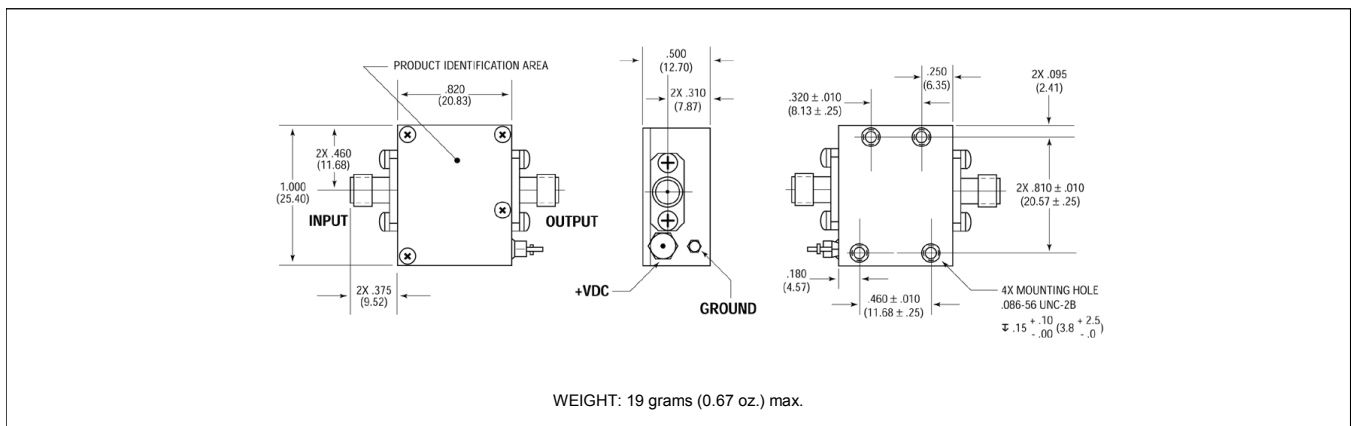 PRODUCT IDENTIFICATION AREA
.820
(20.83)
2X .460
(11.68)
1.000
(25.40)
INPUT
OUTPUT
2X .375
(9.52)
.500
(12.70)
2X .310
(7.87)
+VDC
GROUND
.250
(6.35)
2X .095
(2.41)
.320 ± .010
(8.13 ± .25)
2X .810 ± .010
(20.57 ± .25)
.180
(4.57)
.460 ± .010
(11.68 ± .25)
4X MOUNTING HOLE
.086-56 UNC-2B
↧ .15 + .10 - .00 (3.8 + 2.5 - .0)
WEIGHT: 19 grams (0.67 oz.) max.